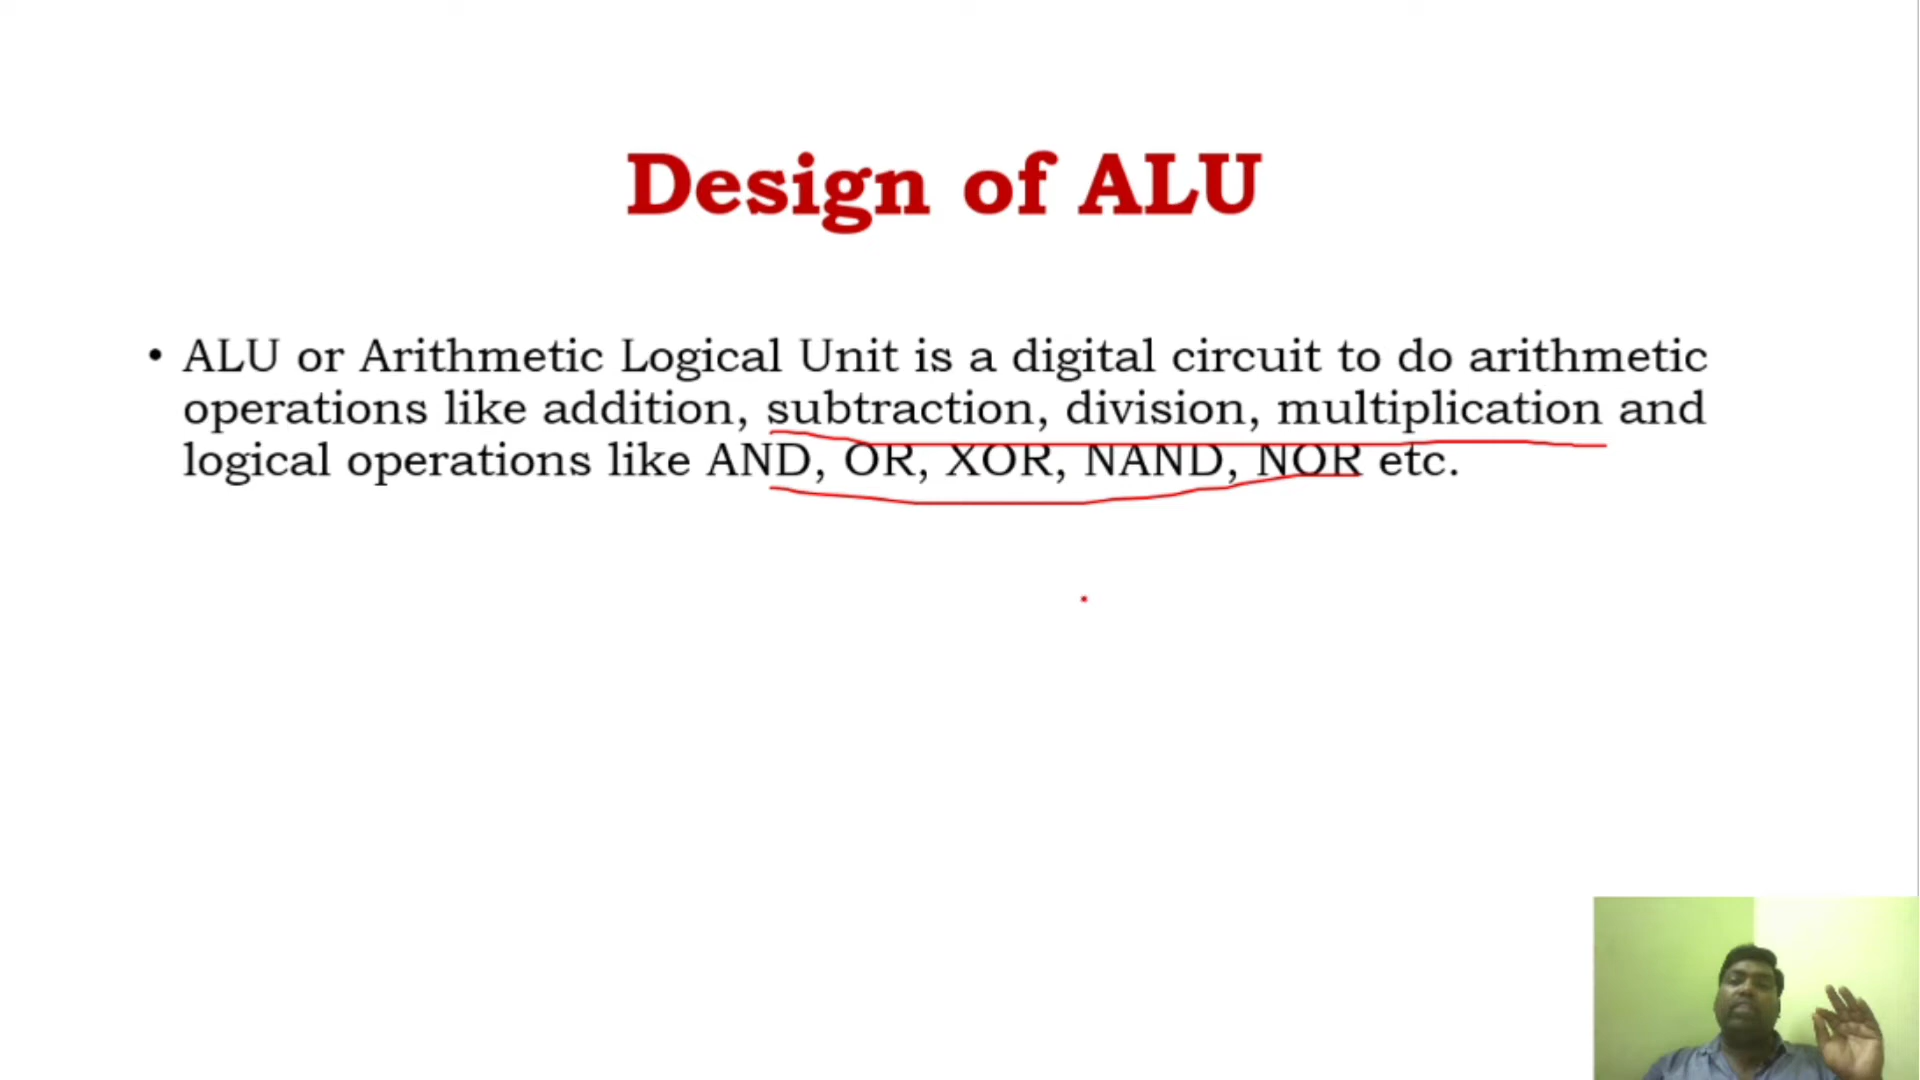 Design of ALU
• ALU or Arithmetic Logical Unit is a digital circuit to do arithmetic
operations like addition, subtraction, division, multiplication and
logical operations like AND, OR, XOR, NAND, NOR etc.